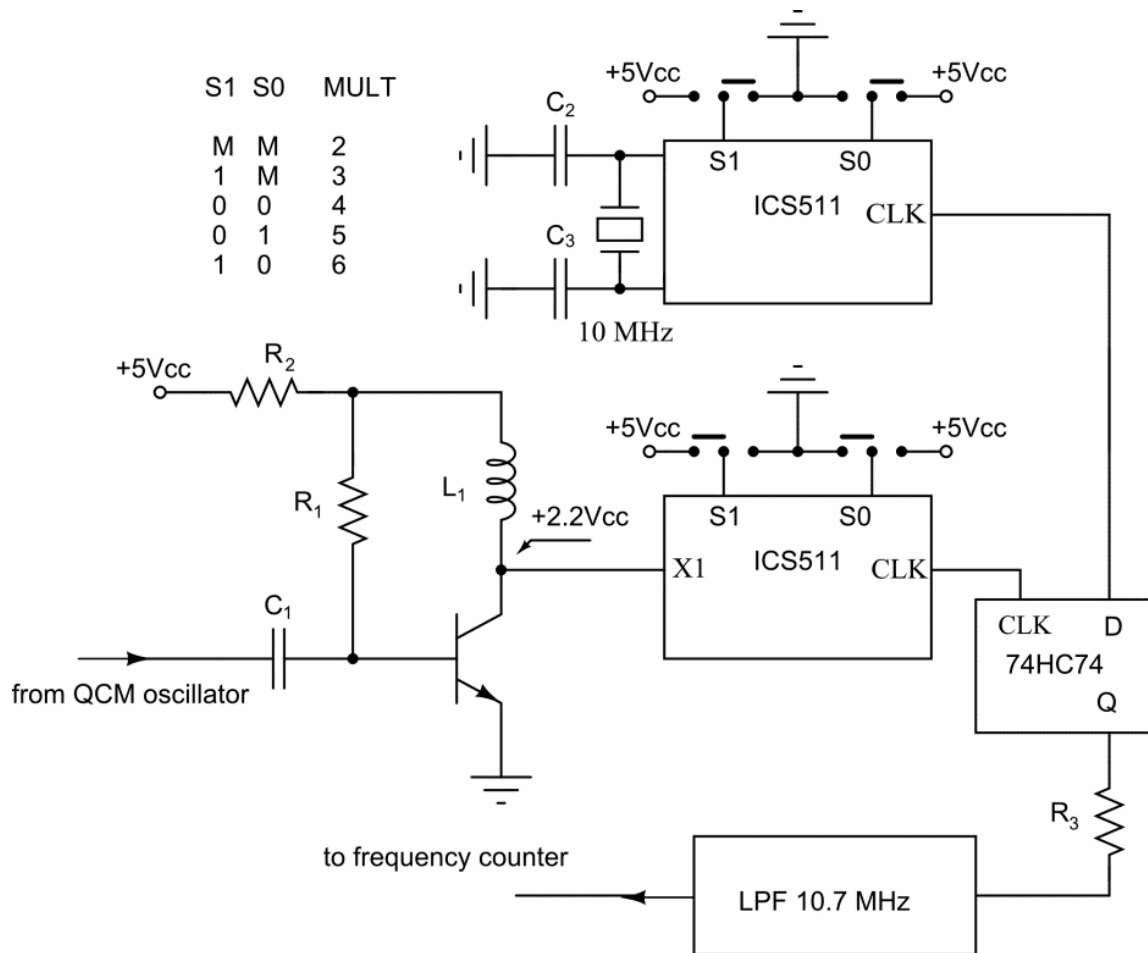 S1 S0 MULT
M M 2
1 M 3
0 0 4
0 1 5
1 0 6
+5Vcc +5Vcc
S1 S0
ICS511
CLK
C2
C3
10 MHz
+5Vcc
R2
R1
L1
+2.2Vcc
C1
from QCM oscillator
+5Vcc +5Vcc
S1 S0
X1 ICS511 CLK
CLK D
74HC74
Q
R3
LPF 10.7 MHz
to frequency counter